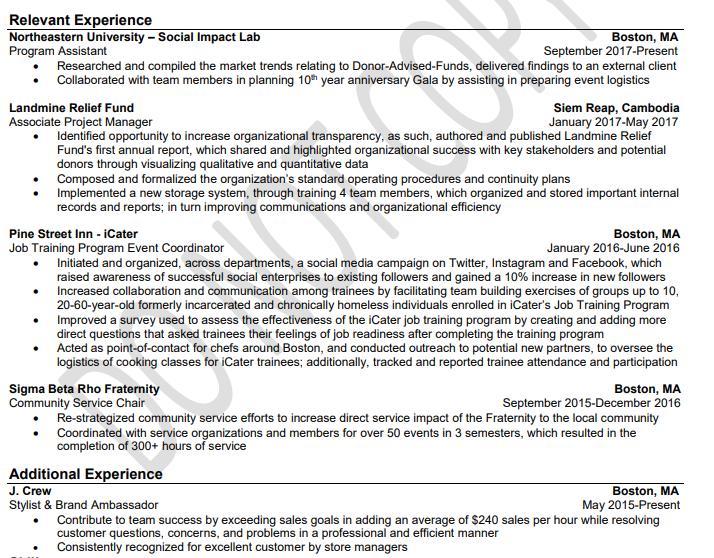 Relevant Experience
Northeastern University – Social Impact Lab Boston, MA
Program Assistant September 2017-Present
• Researched and compiled the market trends relating to Donor-Advised-Funds, delivered findings to an external client
• Collaborated with team members in planning 10th year anniversary Gala by assisting in preparing event logistics
Landmine Relief Fund Siem Reap, Cambodia
Associate Project Manager January 2017-May 2017
• Identified opportunity to increase organizational transparency, as such, authored and published Landmine Relief
Fund's first annual report, which shared and highlighted organizational success with key stakeholders and potential
donors through visualizing qualitative and quantitative data
• Composed and formalized the organization's standard operating procedures and continuity plans
• Implemented a new storage system, through training 4 team members, which organized and stored important internal
records and reports; in turn improving communications and organizational efficiency
Pine Street Inn - iCater Boston, MA
Job Training Program Event Coordinator January 2016-June 2016
• Initiated and organized, across departments, a social media campaign on Twitter, Instagram and Facebook, which
raised awareness of successful social enterprises to existing followers and gained a 10% increase in new followers
• Increased collaboration and communication among trainees by facilitating team building exercises of groups up to 10,
20-60-year-old formerly incarcerated and chronically homeless individuals enrolled in iCater's Job Training Program
• Improved a survey used to assess the effectiveness of the iCater job training program by creating and adding more
direct questions that asked trainees their feelings of job readiness after completing the training program
• Acted as point-of-contact for chefs around Boston, and conducted outreach to potential new partners, to oversee the
logistics of cooking classes for iCater trainees; additionally, tracked and reported trainee attendance and participation
Sigma Beta Rho Fraternity Boston, MA
Community Service Chair September 2015-December 2016
• Re-strategized community service efforts to increase direct service impact of the Fraternity to the local community
• Coordinated with service organizations and members for over 50 events in 3 semesters, which resulted in the
completion of 300+ hours of service
Additional Experience
J. Crew Boston, MA
Stylist & Brand Ambassador May 2015-Present
• Contribute to team success by exceeding sales goals in adding an average of $240 sales per hour while resolving
customer questions, concerns, and problems in a professional and efficient manner
• Consistently recognized for excellent customer by store managers
DO NOT COPY